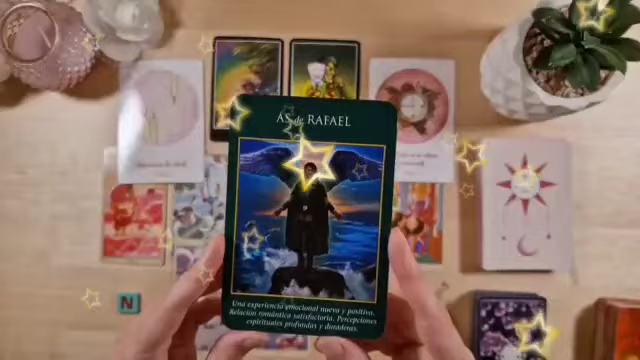 AS de RAFAEL
Una experiencia emocional nueva y positiva.
Relación romántica satisfactoria. Percepciones
espirituales profundas y duraderas.
N